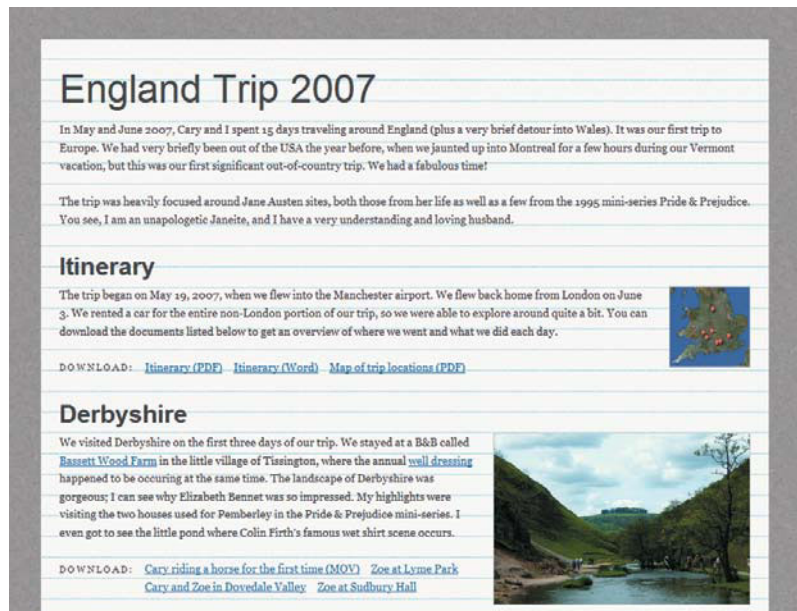 England Trip 2007
In May and June 2007, Cary and I spent 15 days traveling around England (plus a very brief detour into Wales). It was our first trip to
Europe. We had very briefly been out of the USA the year before, when we jaunted up into Montreal for a few hours during our Vermont
vacation, but this was our first significant out-of-country trip. We had a fabulous time!
The trip was heavily focused around Jane Austen sites, both those from her life as well as a few from the 1995 mini-series Pride & Prejudice.
You see, I am an unapologetic Janeite, and I have a very understanding and loving husband.
Itinerary
The trip began on May 19, 2007, when we flew into the Manchester airport. We flew back home from London on June
3. We rented a car for the entire non-London portion of our trip, so we were able to explore around quite a bit. You can
download the documents listed below to get an overview of where we went and what we did each day.
DOWNLOAD: Itinerary (PDF) Itinerary (Word) Map of trip locations (PDF)
Derbyshire
We visited Derbyshire on the first three days of our trip. We stayed at a B&B called
Bassett Wood Farm in the little village of Tissington, where the annual well dressing
happened to be occuring at the same time. The landscape of Derbyshire was
gorgeous; I can see why Elizabeth Bennet was so impressed. My highlights were
visiting the two houses used for Pemberley in the Pride & Prejudice mini-series. I
even got to see the little pond where Colin Firth's famous wet shirt scene occurs.
DOWNLOAD: Cary riding a horse for the first time (MOV) Zoe at Lyme Park
Cary and Zoe in Dovedale Valley Zoe at Sudbury Hall